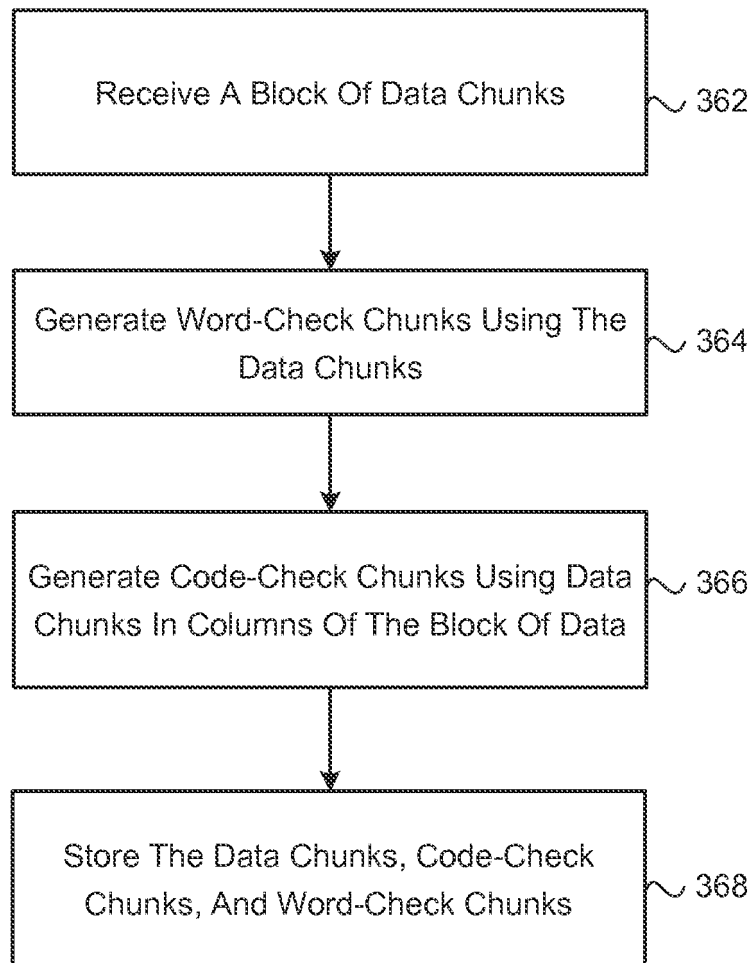 Receive A Block Of Data Chunks
362
Generate Word-Check Chunks Using The
Data Chunks
364
Generate Code-Check Chunks Using Data
Chunks In Columns Of The Block Of Data
366
Store The Data Chunks, Code-Check
Chunks, And Word-Check Chunks
368